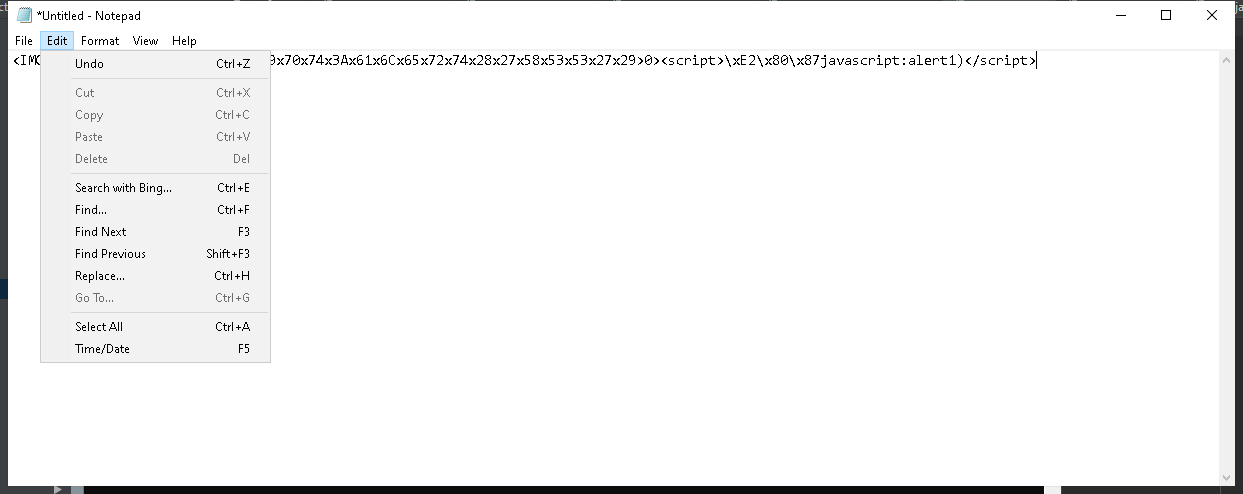 *Untitled - Notepad
File Edit Format View Help
<IM x70x74x3Ax61x6Cx65x72x74x28x27x58x53x53x27x29>0><script>\xE2\x80\x87javascript:alert1)</script>
Undo Ctrl+Z
Cut Ctrl+X
Copy Ctrl+C
Paste Ctrl+V
Delete Del
Search with Bing... Ctrl+E
Find... Ctrl+F
Find Next F3
Find Previous Shift+F3
Replace... Ctrl+H
Go To... Ctrl+G
Select All Ctrl+A
Time/Date F5